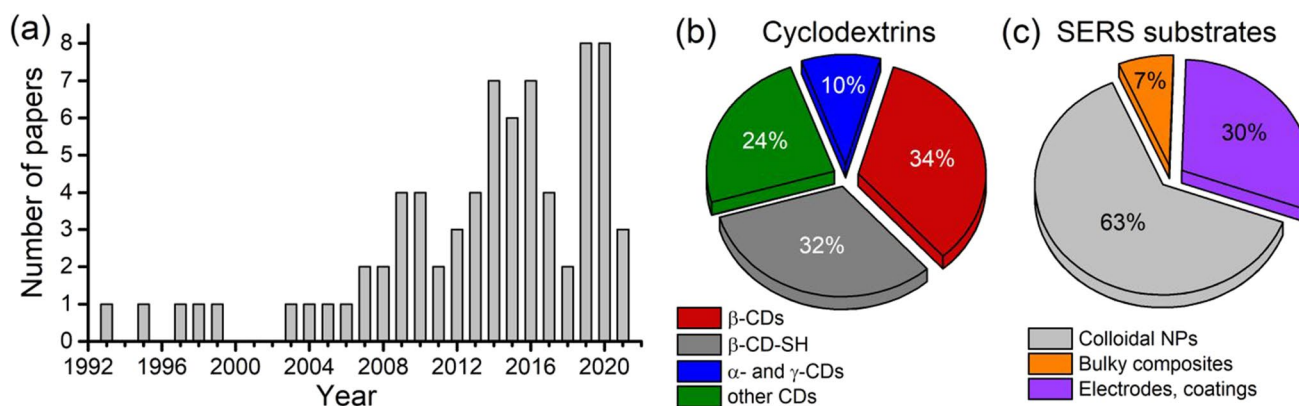 (a)
Number of papers
8
7
6
5
4
3
2
1
0
1992 1996 2000 2004 2008 2012 2016 2020
Year
(b) Cyclodextrins
10%
24%
34%
32%
β-CDs
β-CD-SH
α- and γ-CDs
other CDs
(c) SERS substrates
7%
30%
63%
Colloidal NPs
Bulky composites
Electrodes, coatings